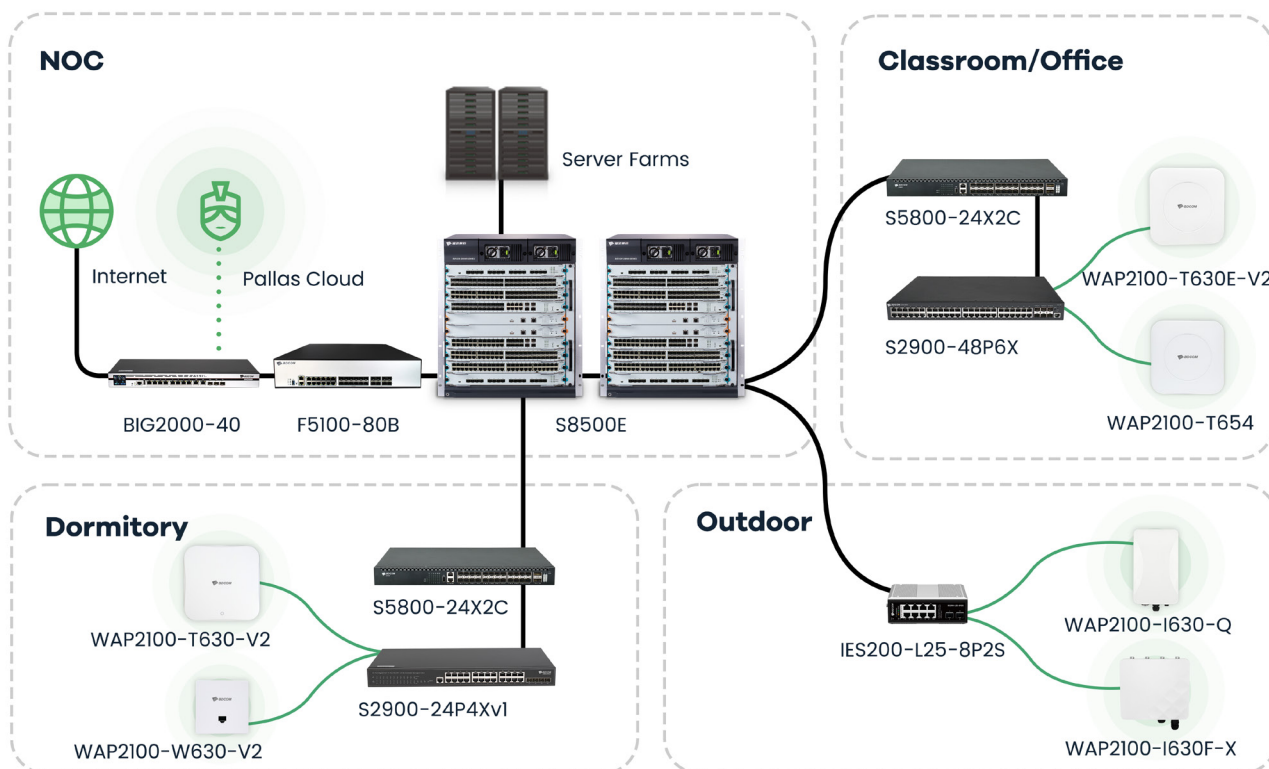 NOC
Server Farms
Internet
Pallas Cloud
BIG2000-40
F5100-80B
S8500E
Classroom/Office
S5800-24X2C
WAP2100-T630E-V2
S2900-48P6X
WAP2100-T654
Dormitory
S5800-24X2C
WAP2100-T630-V2
S2900-24P4Xv1
WAP2100-W630-V2
Outdoor
WAP2100-I630-Q
IES200-L25-8P2S
WAP2100-I630F-X